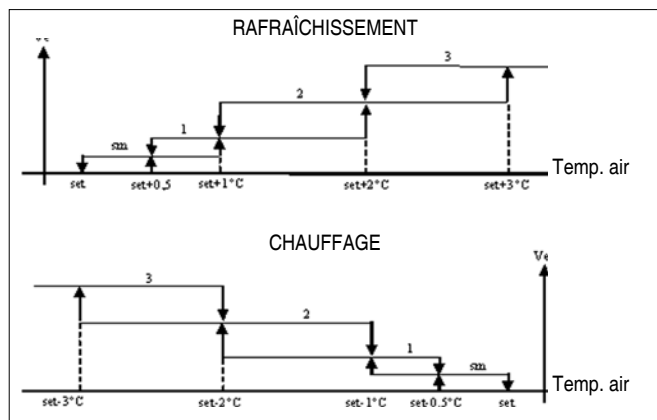 RAFRAÎCHISSEMENT
3
2
1
sm
set set+0,5 set+1°C set+2°C set+3°C
Temp. air
CHAUFFAGE
Ve
3
2
1
sm
set-3°C set-2°C set-1°C set-0.5°C set
Temp. air